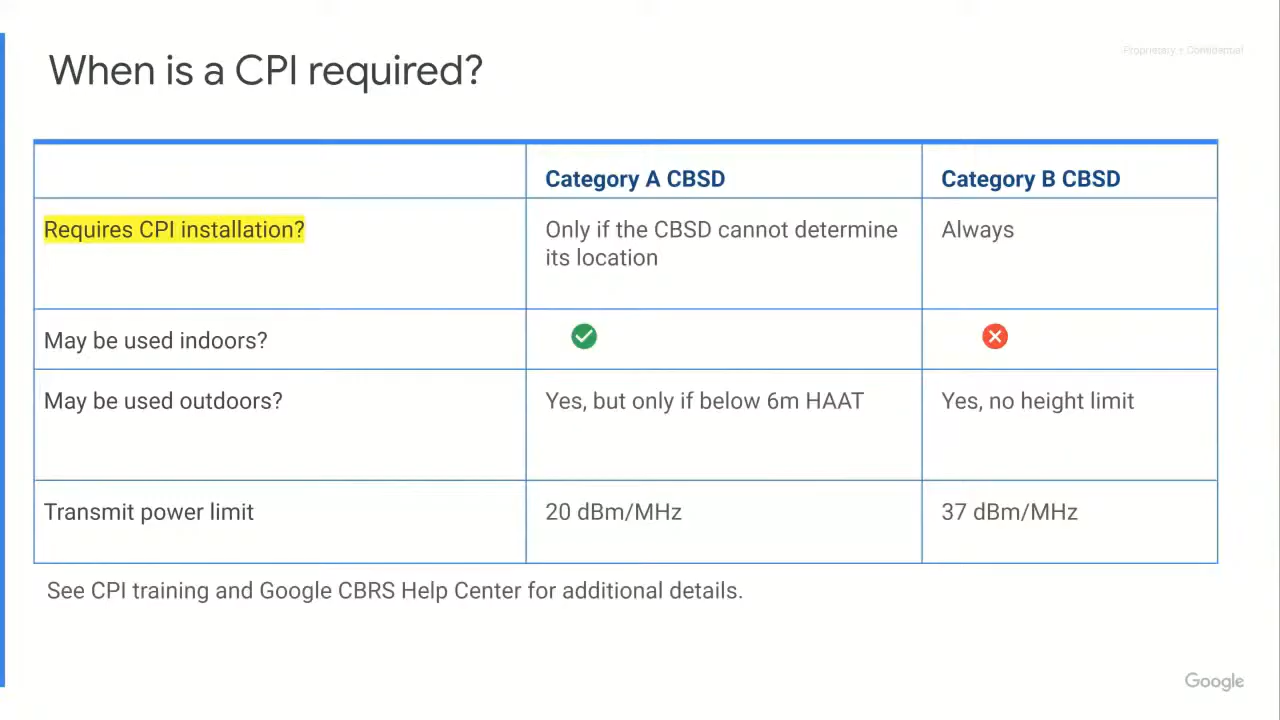 Proprietary + Confidential
When is a CPI required?
Category A CBSD
Category B CBSD
Requires CPI installation?
Only if the CBSD cannot determine
its location
Always
May be used indoors?
May be used outdoors?
Yes, but only if below 6m HAAT
Yes, no height limit
Transmit power limit
20 dBm/MHz
37 dBm/MHz
See CPI training and Google CBRS Help Center for additional details.
Google